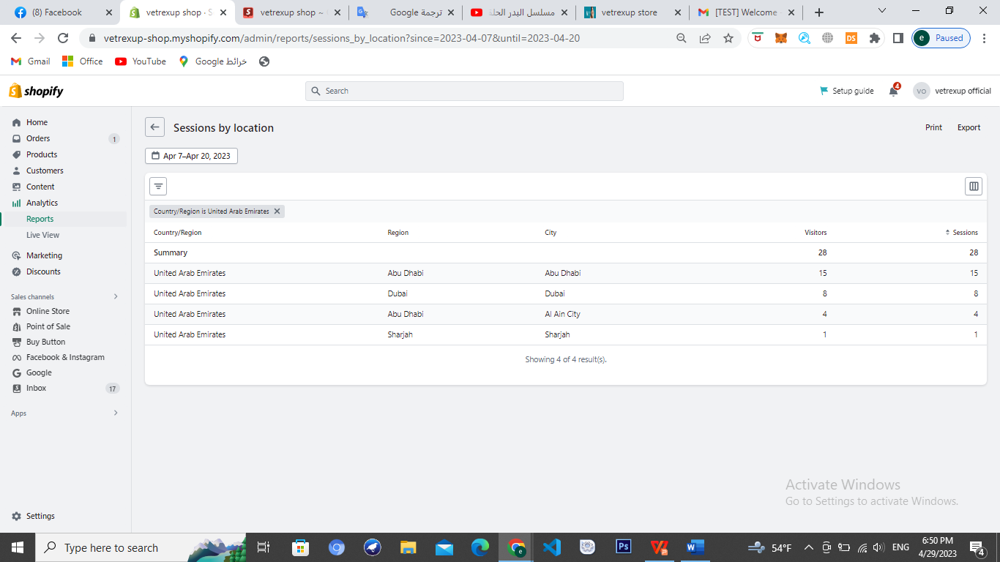 (8) Facebook
vetrexup shop · S
vetrexup shop ~
ترجمة Google
مسلسل البدر الحلة
vetrexup store
[TEST] Welcome
vetrexup-shop.myshopify.com/admin/reports/sessions_by_location?since=2023-04-07&until=2023-04-20
DS
e Paused
Gmail
Office
YouTube
خرائط Google
shopify
Search
Setup guide
4
VO
vetrexup official
Home
Orders 1
Products
Customers
Content
Analytics
Reports
Live View
Marketing
Discounts
Sales channels
Online Store
Point of Sale
Buy Button
Facebook & Instagram
Google
Inbox 17
Apps
Settings
Sessions by location
Print Export
Apr 7–Apr 20, 2023
Country/Region is United Arab Emirates
Country/Region Region City Visitors Sessions
Summary 28 28
United Arab Emirates Abu Dhabi Abu Dhabi 15 15
United Arab Emirates Dubai Dubai 8 8
United Arab Emirates Abu Dhabi Al Ain City 4 4
United Arab Emirates Sharjah Sharjah 1 1
Showing 4 of 4 result(s).
Activate Windows
Go to Settings to activate Windows.
Type here to search
Ps
W
54°F
ENG
6:50 PM
4/29/2023
4